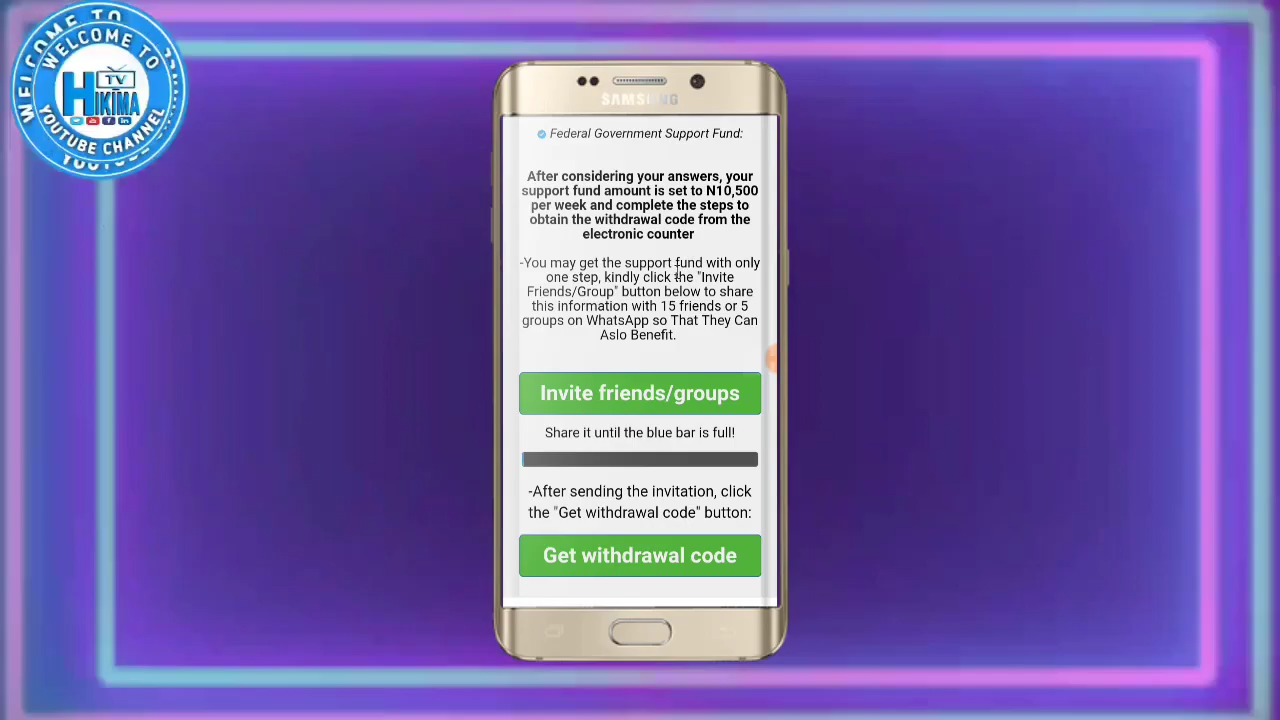 WELCOME TO
WELCOME TO
TV
HIKIMA
YOUTUBE CHANNEL
SAMSUNG
Federal Government Support Fund:
After considering your answers, your
support fund amount is set to N10,500
per week and complete the steps to
obtain the withdrawal code from the
electronic counter
-You may get the support fund with only
one step, kindly click the "Invite
Friends/Group" button below to share
this information with 15 friends or 5
groups on WhatsApp so That They Can
Aslo Benefit.
Invite friends/groups
Share it until the blue bar is full!
-After sending the invitation, click
the "Get withdrawal code" button:
Get withdrawal code